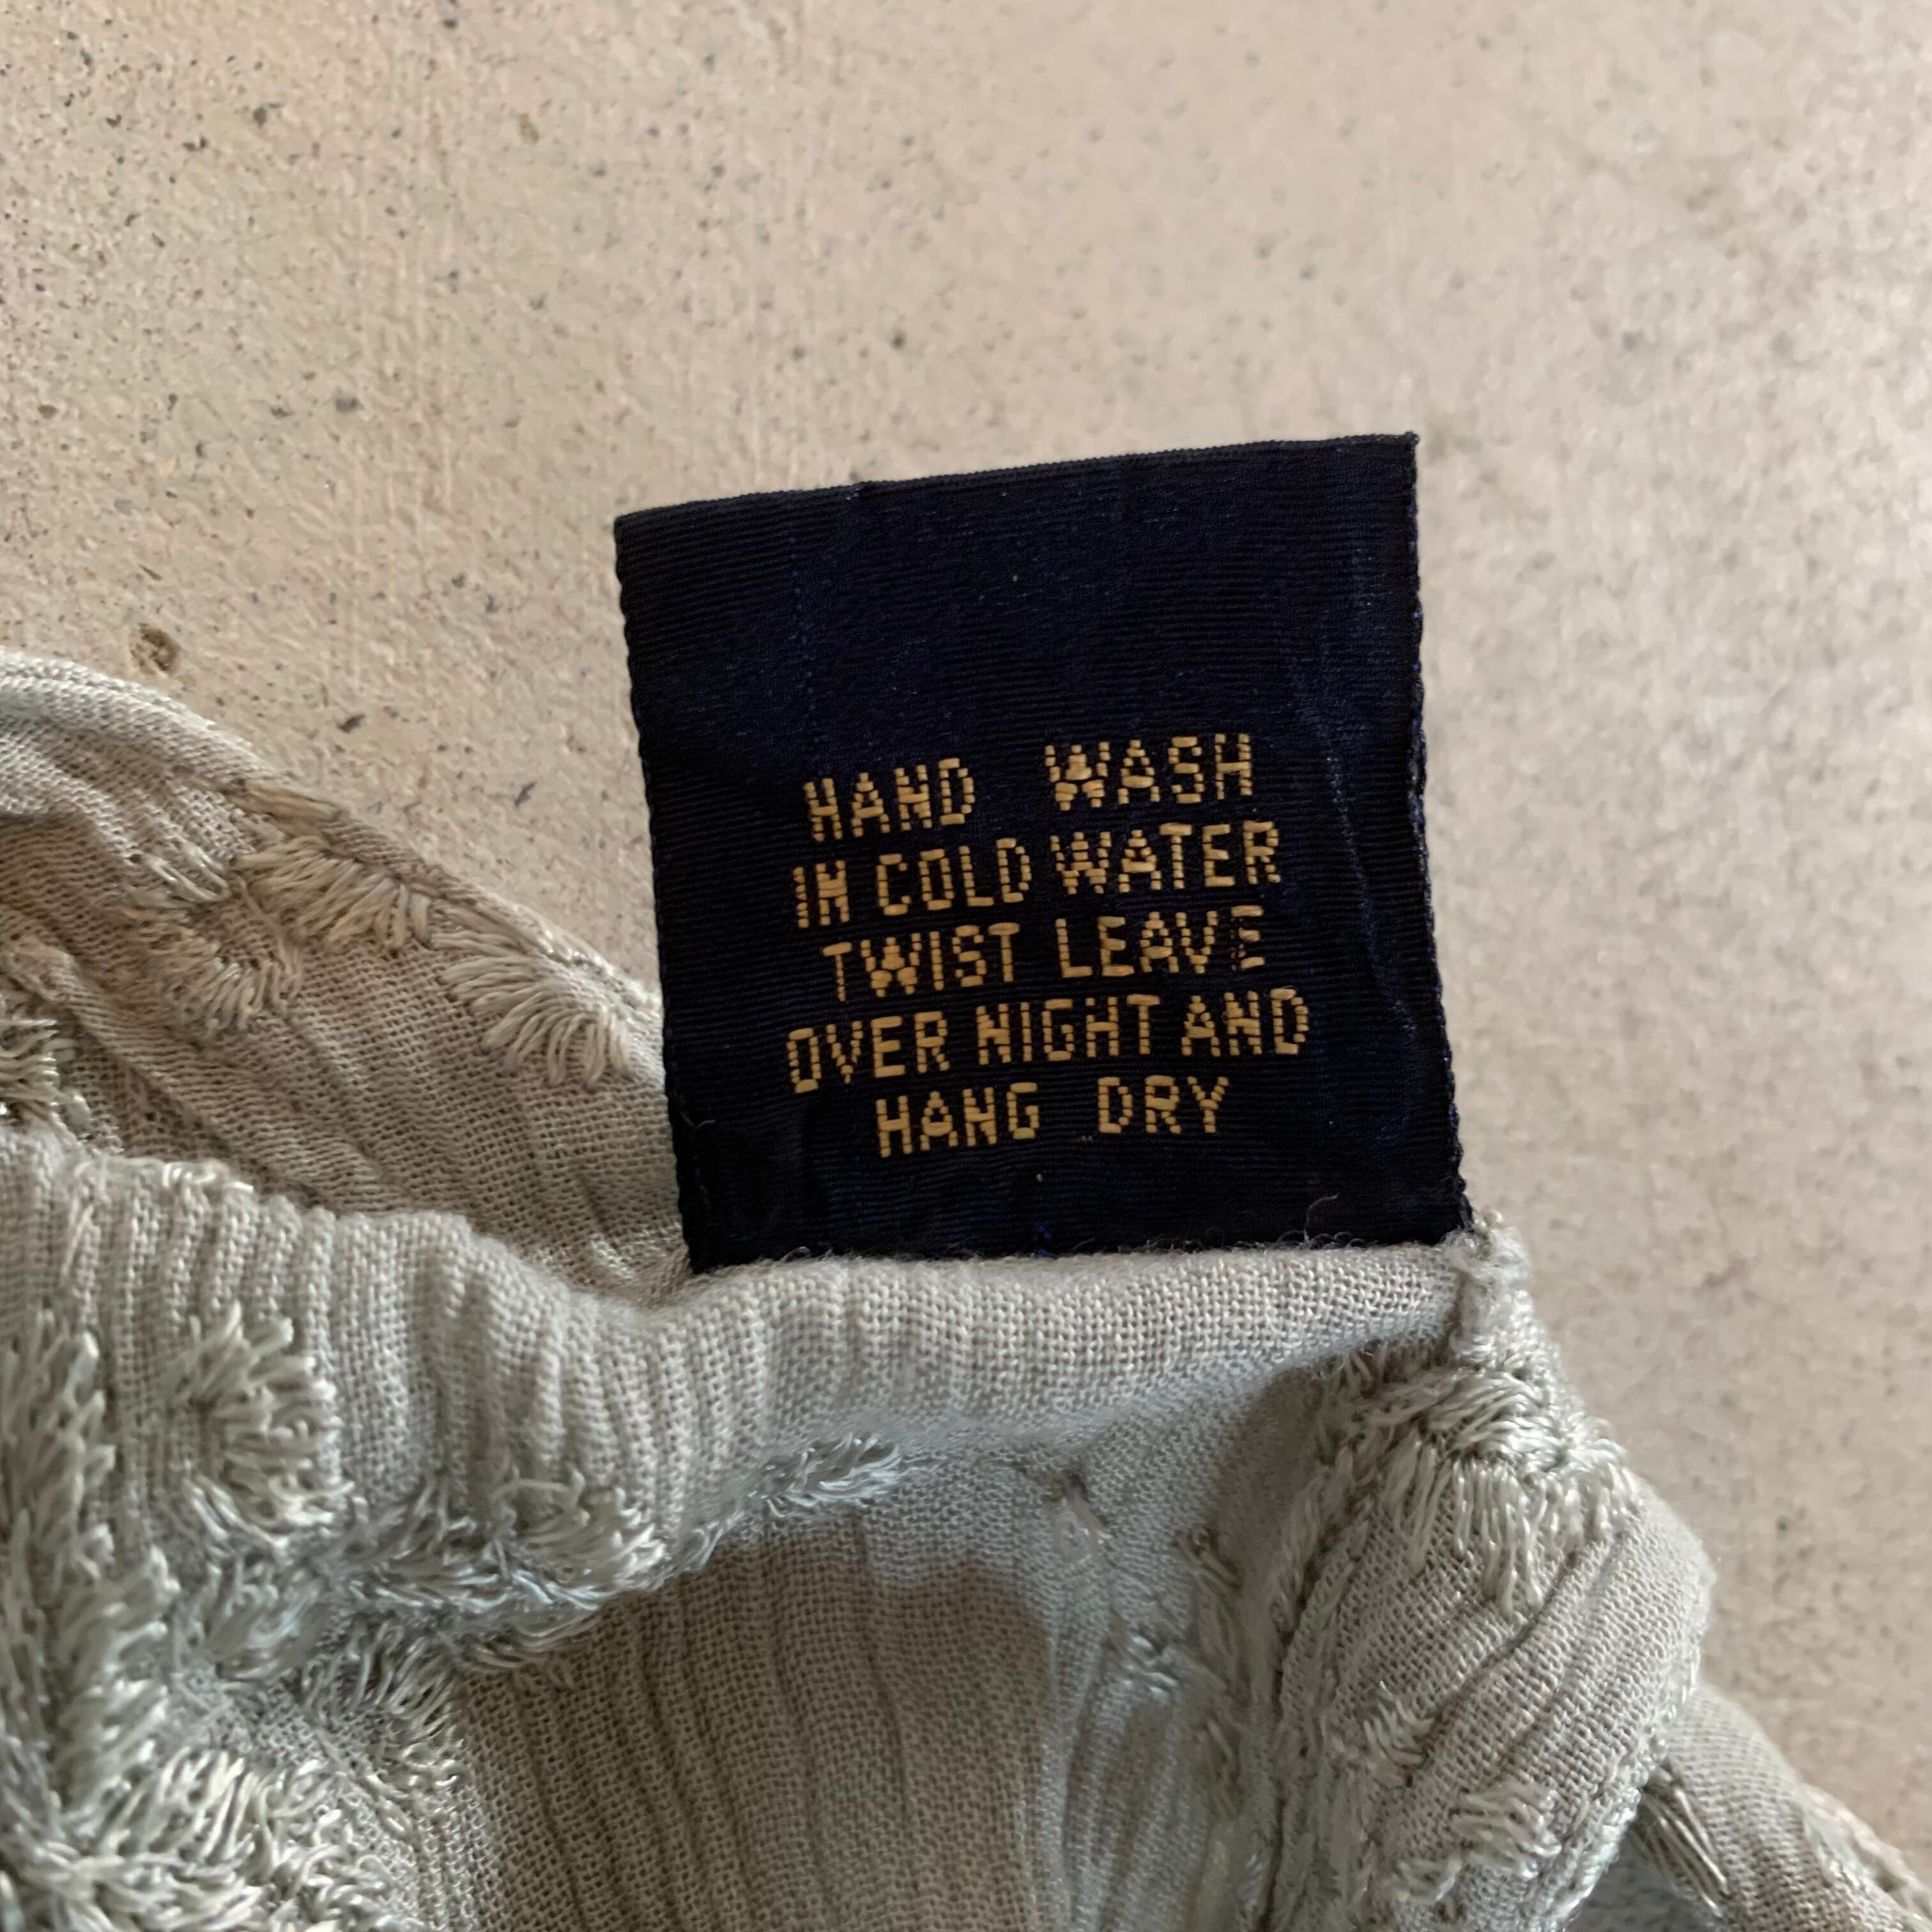 HAND WASH
IN COLD WATER
TWIST LEAVE
OVER NIGHT AND
HANG DRY